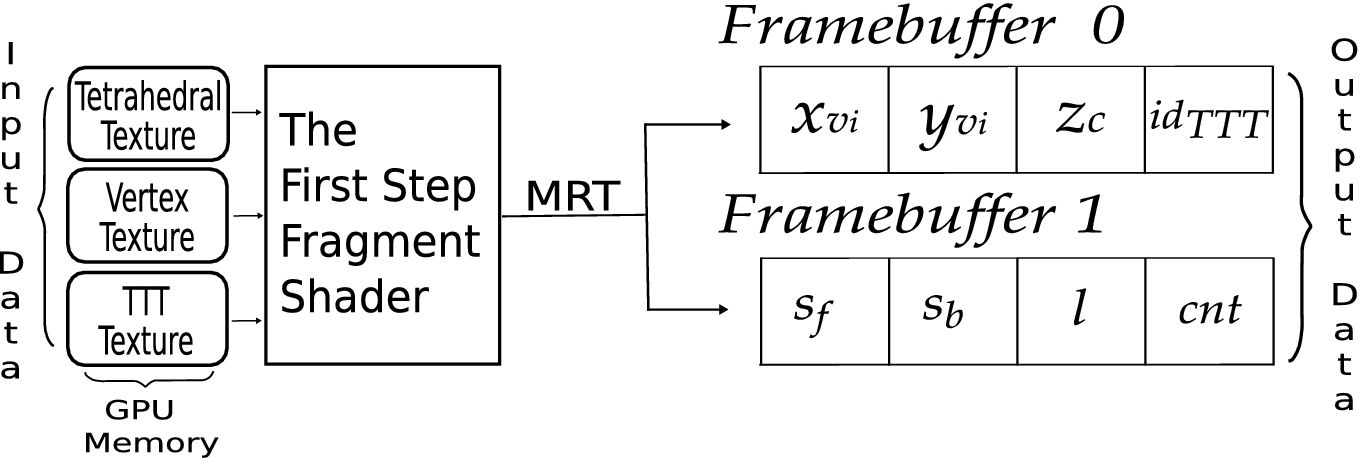 Input Data
Tetrahedral
Texture
Vertex
Texture
TTT
Texture
GPU
Memory
The
First Step
Fragment
Shader
MRT
Framebuffer 0
x_{vi} y_{vi} z_c id_{TTT}
Framebuffer 1
s_f s_b l cnt
Output Data